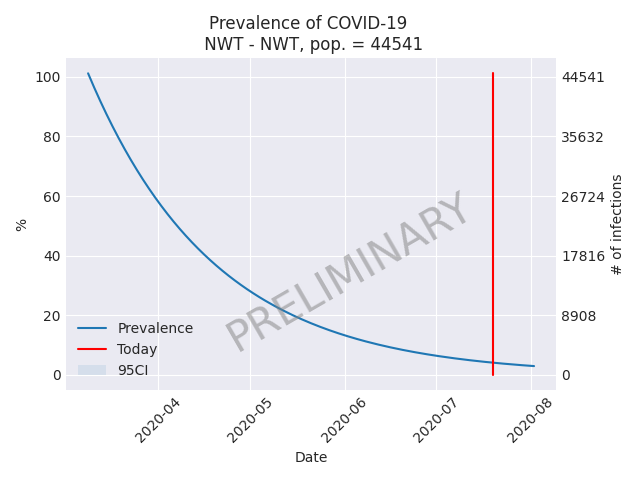 Prevalence of COVID-19
NWT - NWT, pop. = 44541
100
80
60
40
20
0
%
44541
35632
26724
17816
8908
0
# of infections
PRELIMINARY
Prevalence
Today
95CI
2020-04
2020-05
2020-06
2020-07
2020-08
Date